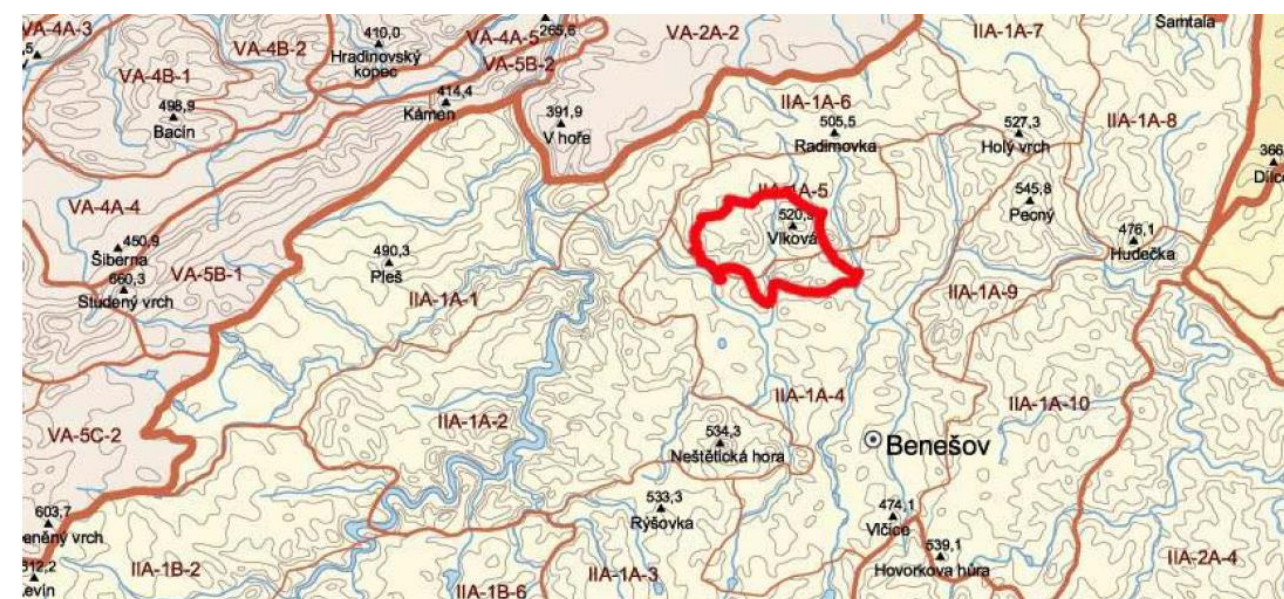 VA-4A-3
410,0
Hradinovský
kopec
VA-4B-2
VA-4A-5
265,6
VA-2A-2
VA-5B-2
IIA-1A-7
Samtala
VA-4B-1
498,9
Bacín
414,4
Kámen
391,9
V hoře
IIA-1A-6
505,5
Radimovka
527,3
Holý vrch
IIA-1A-8
366
VA-4A-4
450,9
Šiberna
VA-5B-1
660,3
Studený vrch
490,3
Pleš
IIA-1A-1
Vlková
545,8
Pecný
476,1
Hudečka
IIA-1A-9
VA-5C-2
IIA-1A-2
534,3
Neštětická hora
IIA-1A-4
Benešov
IIA-1A-10
603,7
533,3
Rýšovka
474,1
Vlčice
539,1
Hovorkova hůra
IIA-1B-2
IIA-1B-6
IIA-1A-3
IIA-2A-4